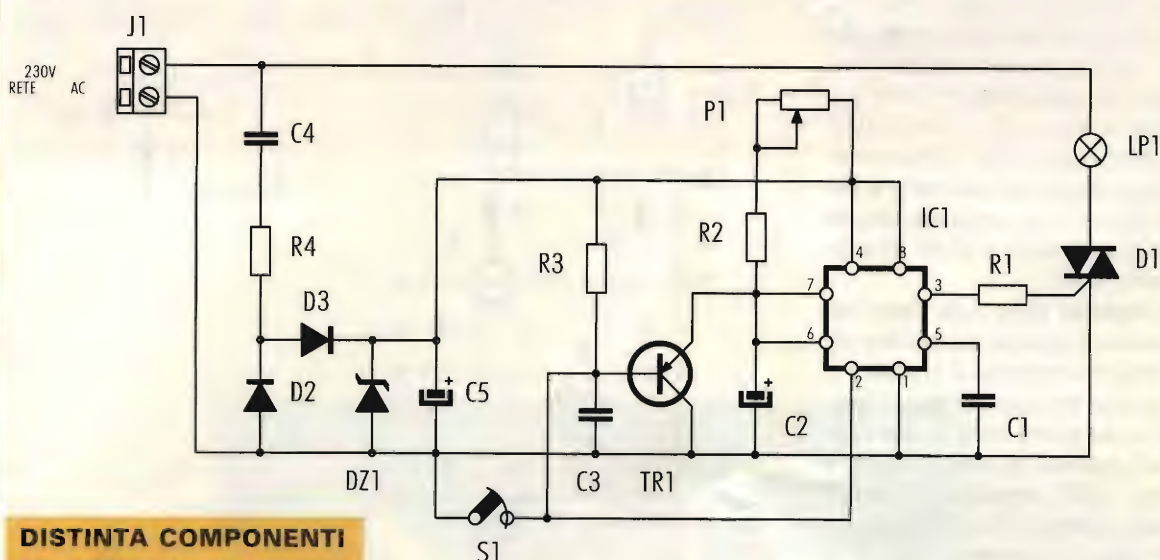 J1
230V
RETE AC
C4
R4
D3
D2
DZ1
C5
R3
C3
TR1
S1
P1
R2
C2
IC1
4
8
7
6
3
5
2
1
R1
C1
LP1
D1
+
+
DISTINTA COMPONENTI